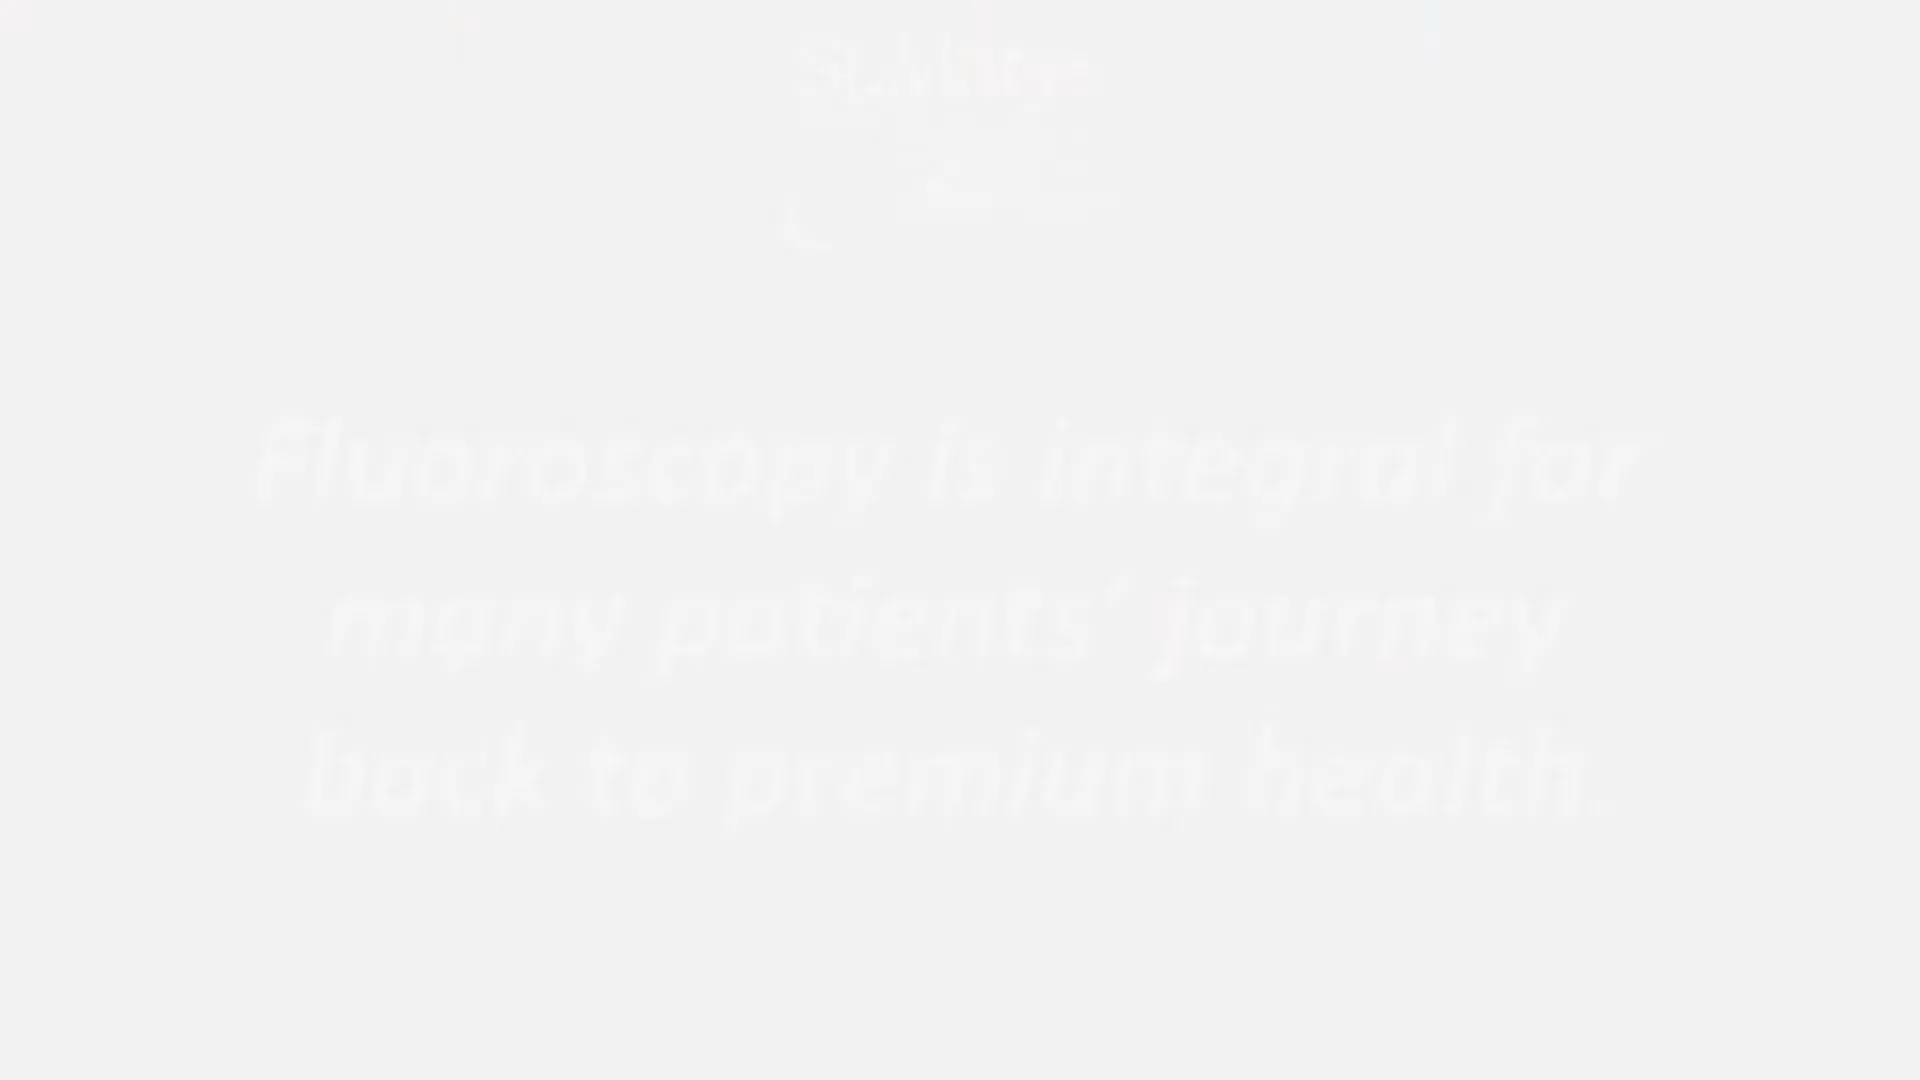 Fluoroscopy is integral for
many patients’ journey
back to premium health.